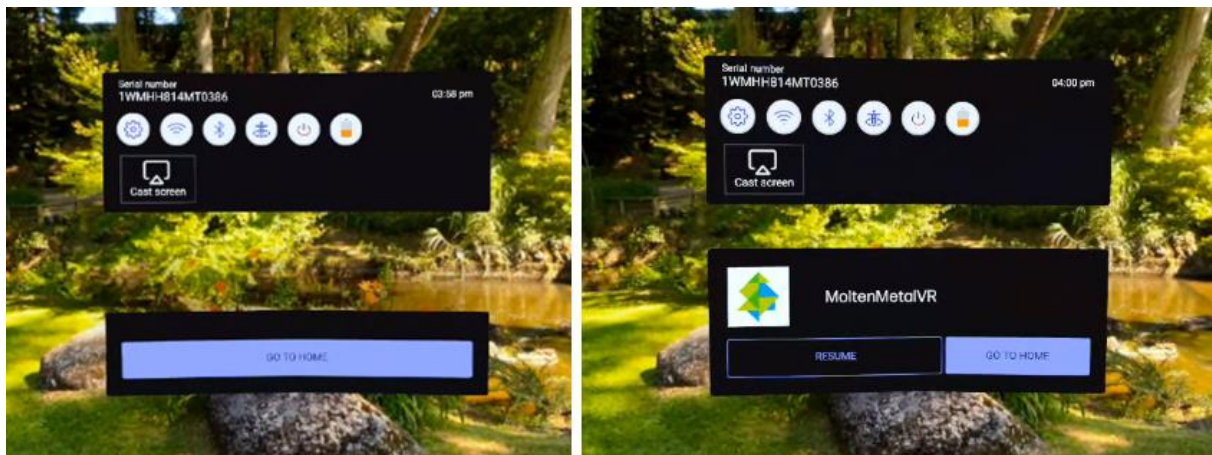 Serial number
1WMHH814MT0386
03:58 pm
Cast screen
GO TO HOME
Serial number
1WMHH814MT0386
04:00 pm
Cast screen
MoltenMetalVR
RESUME
GO TO HOME